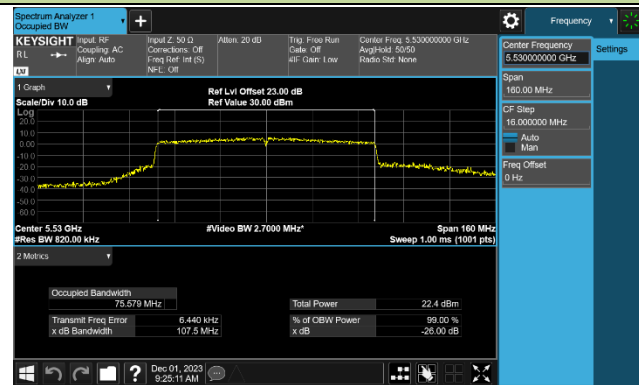 Spectrum Analyzer 1
Occupied BW
Frequency
KEYSIGHT
Input: RF
Coupling: AC
Align: Auto
Input Z: 50 Ω
Corrections: Off
Freq Ref: Int (S)
NFE: Off
Atten: 20 dB
Trig: Free Run
Gate: Off
#IF Gain: Low
Center Freq: 5.530000000 GHz
Avg|Hold: 50/50
Radio Std: None
RL
LXI
Center Frequency
5.530000000 GHz
Settings
Span
160.00 MHz
CF Step
16.000000 MHz
Auto
Man
Freq Offset
0 Hz
1 Graph
Scale/Div 10.0 dB
Ref Lvl Offset 23.00 dB
Ref Value 30.00 dBm
Log
20.0
10.0
0.00
-10.0
-20.0
-30.0
-40.0
-50.0
-60.0
Center 5.53 GHz
#Res BW 820.00 kHz
#Video BW 2.7000 MHz*
Span 160 MHz
Sweep 1.00 ms (1001 pts)
2 Metrics
Occupied Bandwidth
75.579 MHz
Total Power 22.4 dBm
Transmit Freq Error 6.440 kHz
% of OBW Power 99.00 %
x dB Bandwidth 107.5 MHz
x dB -26.00 dB
Dec 01, 2023
9:25:11 AM